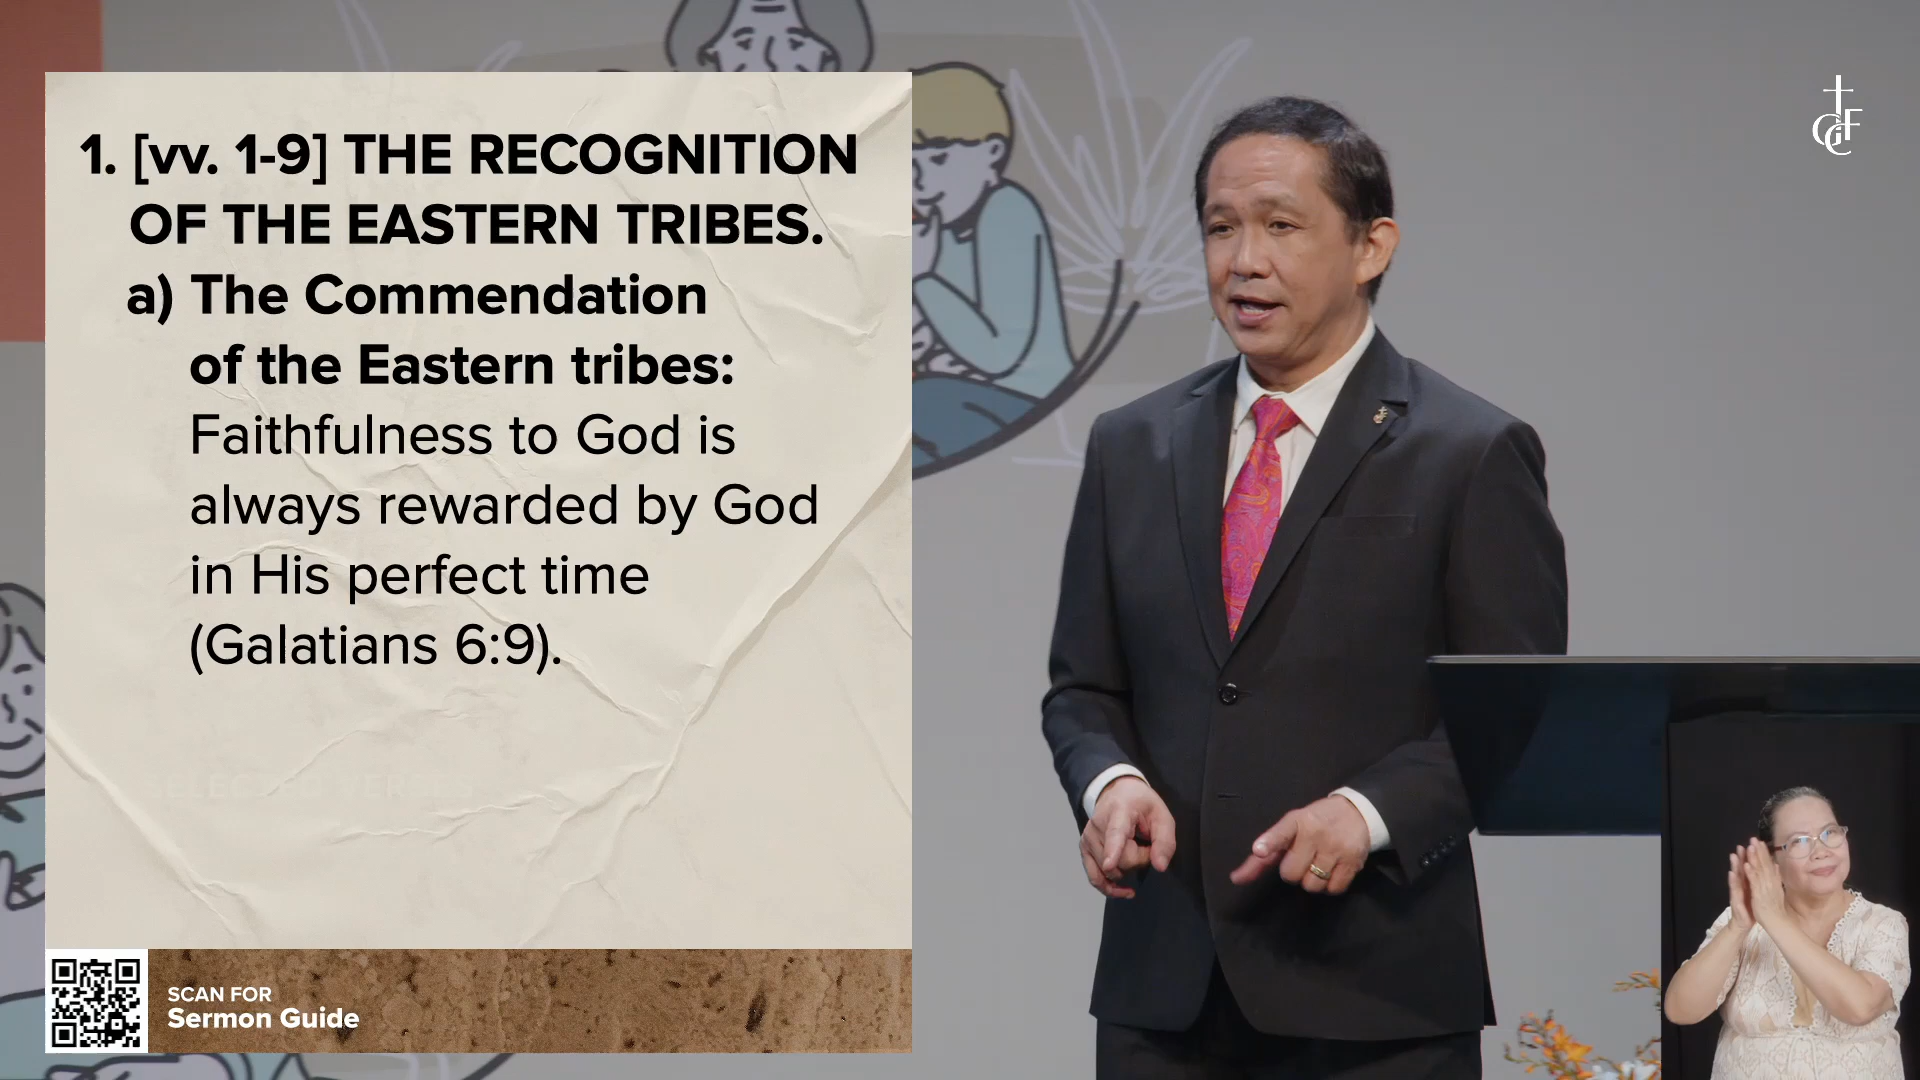 1. [vv. 1-9] THE RECOGNITION
OF THE EASTERN TRIBES.
a) The Commendation
of the Eastern tribes:
Faithfulness to God is
always rewarded by God
in His perfect time
(Galatians 6:9).
SCAN FOR
Sermon Guide